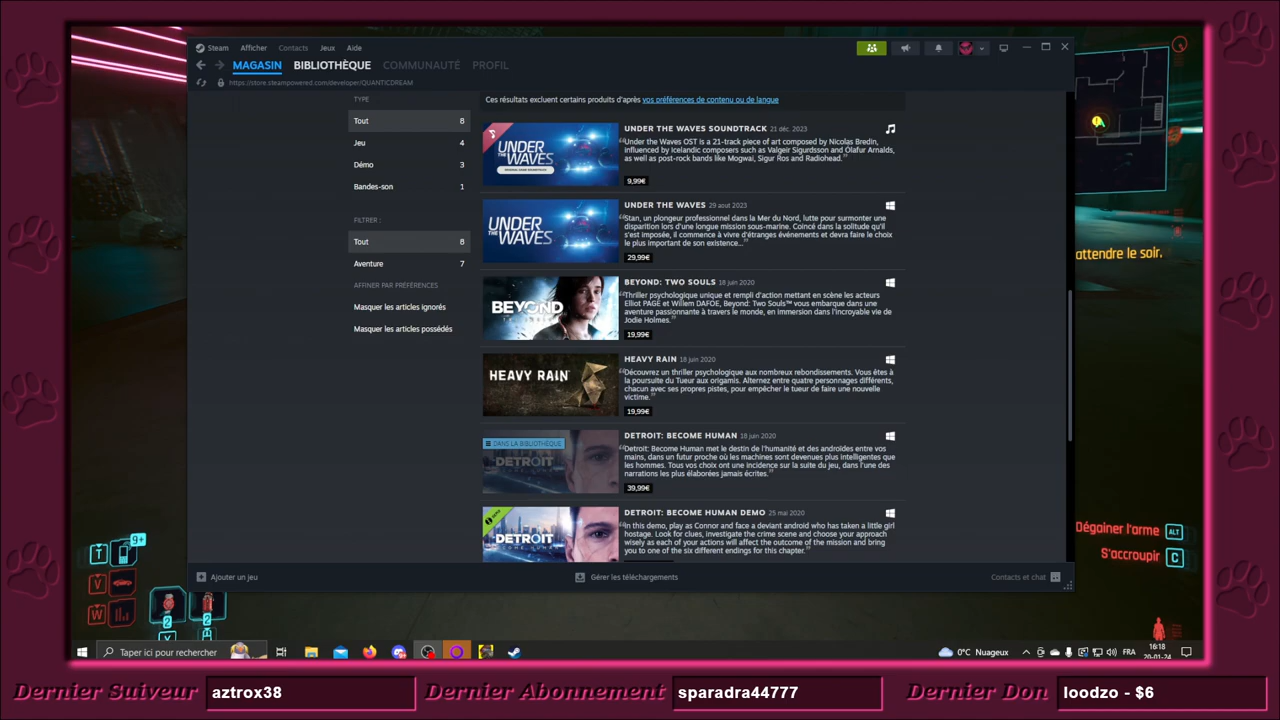 Steam Afficher Contacts Jeux Aide
MAGASIN BIBLIOTHÈQUE COMMUNAUTÉ PROFIL
https://store.steampowered.com/developer/QUANTICDREAM
TYPE
Tout 8
Jeu 4
Démo 3
Bandes-son 1
FILTRER :
Tout 8
Aventure 7
AFFINER PAR PRÉFÉRENCES
Masquer les articles ignorés
Masquer les articles possédés
Ces résultats excluent certains produits d'après vos préférences de contenu ou de langue
UNDER THE WAVES
UNDER THE WAVES SOUNDTRACK 21 déc. 2023
“Under the Waves OST is a 21-track piece of art composed by Nicolas Bredin,
influenced by Icelandic composers such as Valgeir Sigurdsson and Olafur Arnalds,
as well as post-rock bands like Mogwai, Sigur Ros and Radiohead.”
9,99€
UNDER THE WAVES
UNDER THE WAVES 29 aout 2023
“Stan, un plongeur professionnel dans la Mer du Nord, lutte pour surmonter une
disparition lors d'une longue mission sous-marine. Coincé dans la solitude qu'il
s'est imposée, il commence à vivre d'étranges événements et devra faire le choix
le plus important de son existence...”
29,99€
BEYOND
BEYOND: TWO SOULS 18 juin 2020
“Thriller psychologique unique et rempli d'action mettant en scène les acteurs
Elliot PAGE et Willem DAFOE, Beyond: Two Souls™ vous embarque dans une
aventure passionnante à travers le monde, en immersion dans l'incroyable vie de
Jodie Holmes.”
19,99€
HEAVY RAIN
HEAVY RAIN 18 juin 2020
“Découvrez un thriller psychologique aux nombreux rebondissements. Vous êtes à
la poursuite du Tueur aux origamis. Alternez entre quatre personnages différents,
chacun avec ses propres pistes, pour empêcher le tueur de faire une nouvelle
victime.”
19,99€
DANS LA BIBLIOTHÈQUE
DETROIT
DETROIT: BECOME HUMAN 18 juin 2020
“Detroit: Become Human met le destin de l'humanité et des androïdes entre vos
mains, dans un futur proche où les machines sont devenues plus intelligentes que
les hommes. Tous vos choix ont une incidence sur la suite du jeu, dans l'une des
narrations les plus élaborées jamais écrites.”
39,99€
DETROIT
DETROIT: BECOME HUMAN DEMO 25 mai 2020
“In this demo, play as Connor and face a deviant android who has taken a little girl
hostage. Look for clues, investigate the crime scene and choose your approach
wisely as each of your actions will affect the outcome of the mission and bring
you to one of the six different endings for this chapter.”
Ajouter un jeu Gérer les téléchargements Contacts et chat
attendre le soir.
Dégainer l'arme ALT
S'accroupir C
T 9+
V
W
2 2
Y
Taper ici pour rechercher
0°C Nuageux FRA 16:18
20-01-24
Dernier Suiveur aztrox38 Dernier Abonnement sparadra44777 Dernier Don loodzo - $6